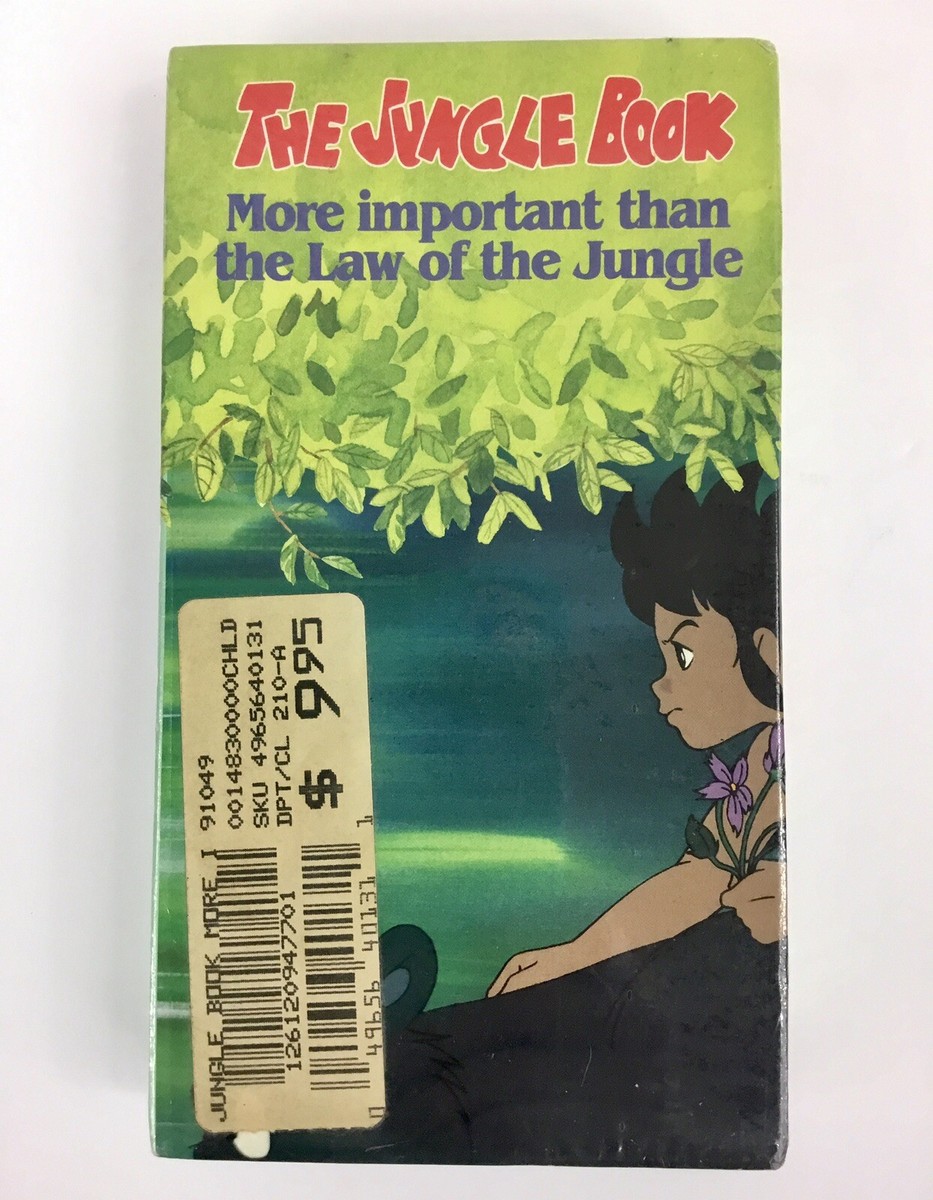 THE JUNGLE BOOK
More important than
the Law of the Jungle
JUNGLE BOOK MORE I 91049
0014830000CHLD
SKU 4965640131
DPT/CL 210-A
$ 995
126120947701
0 49656 40131 1